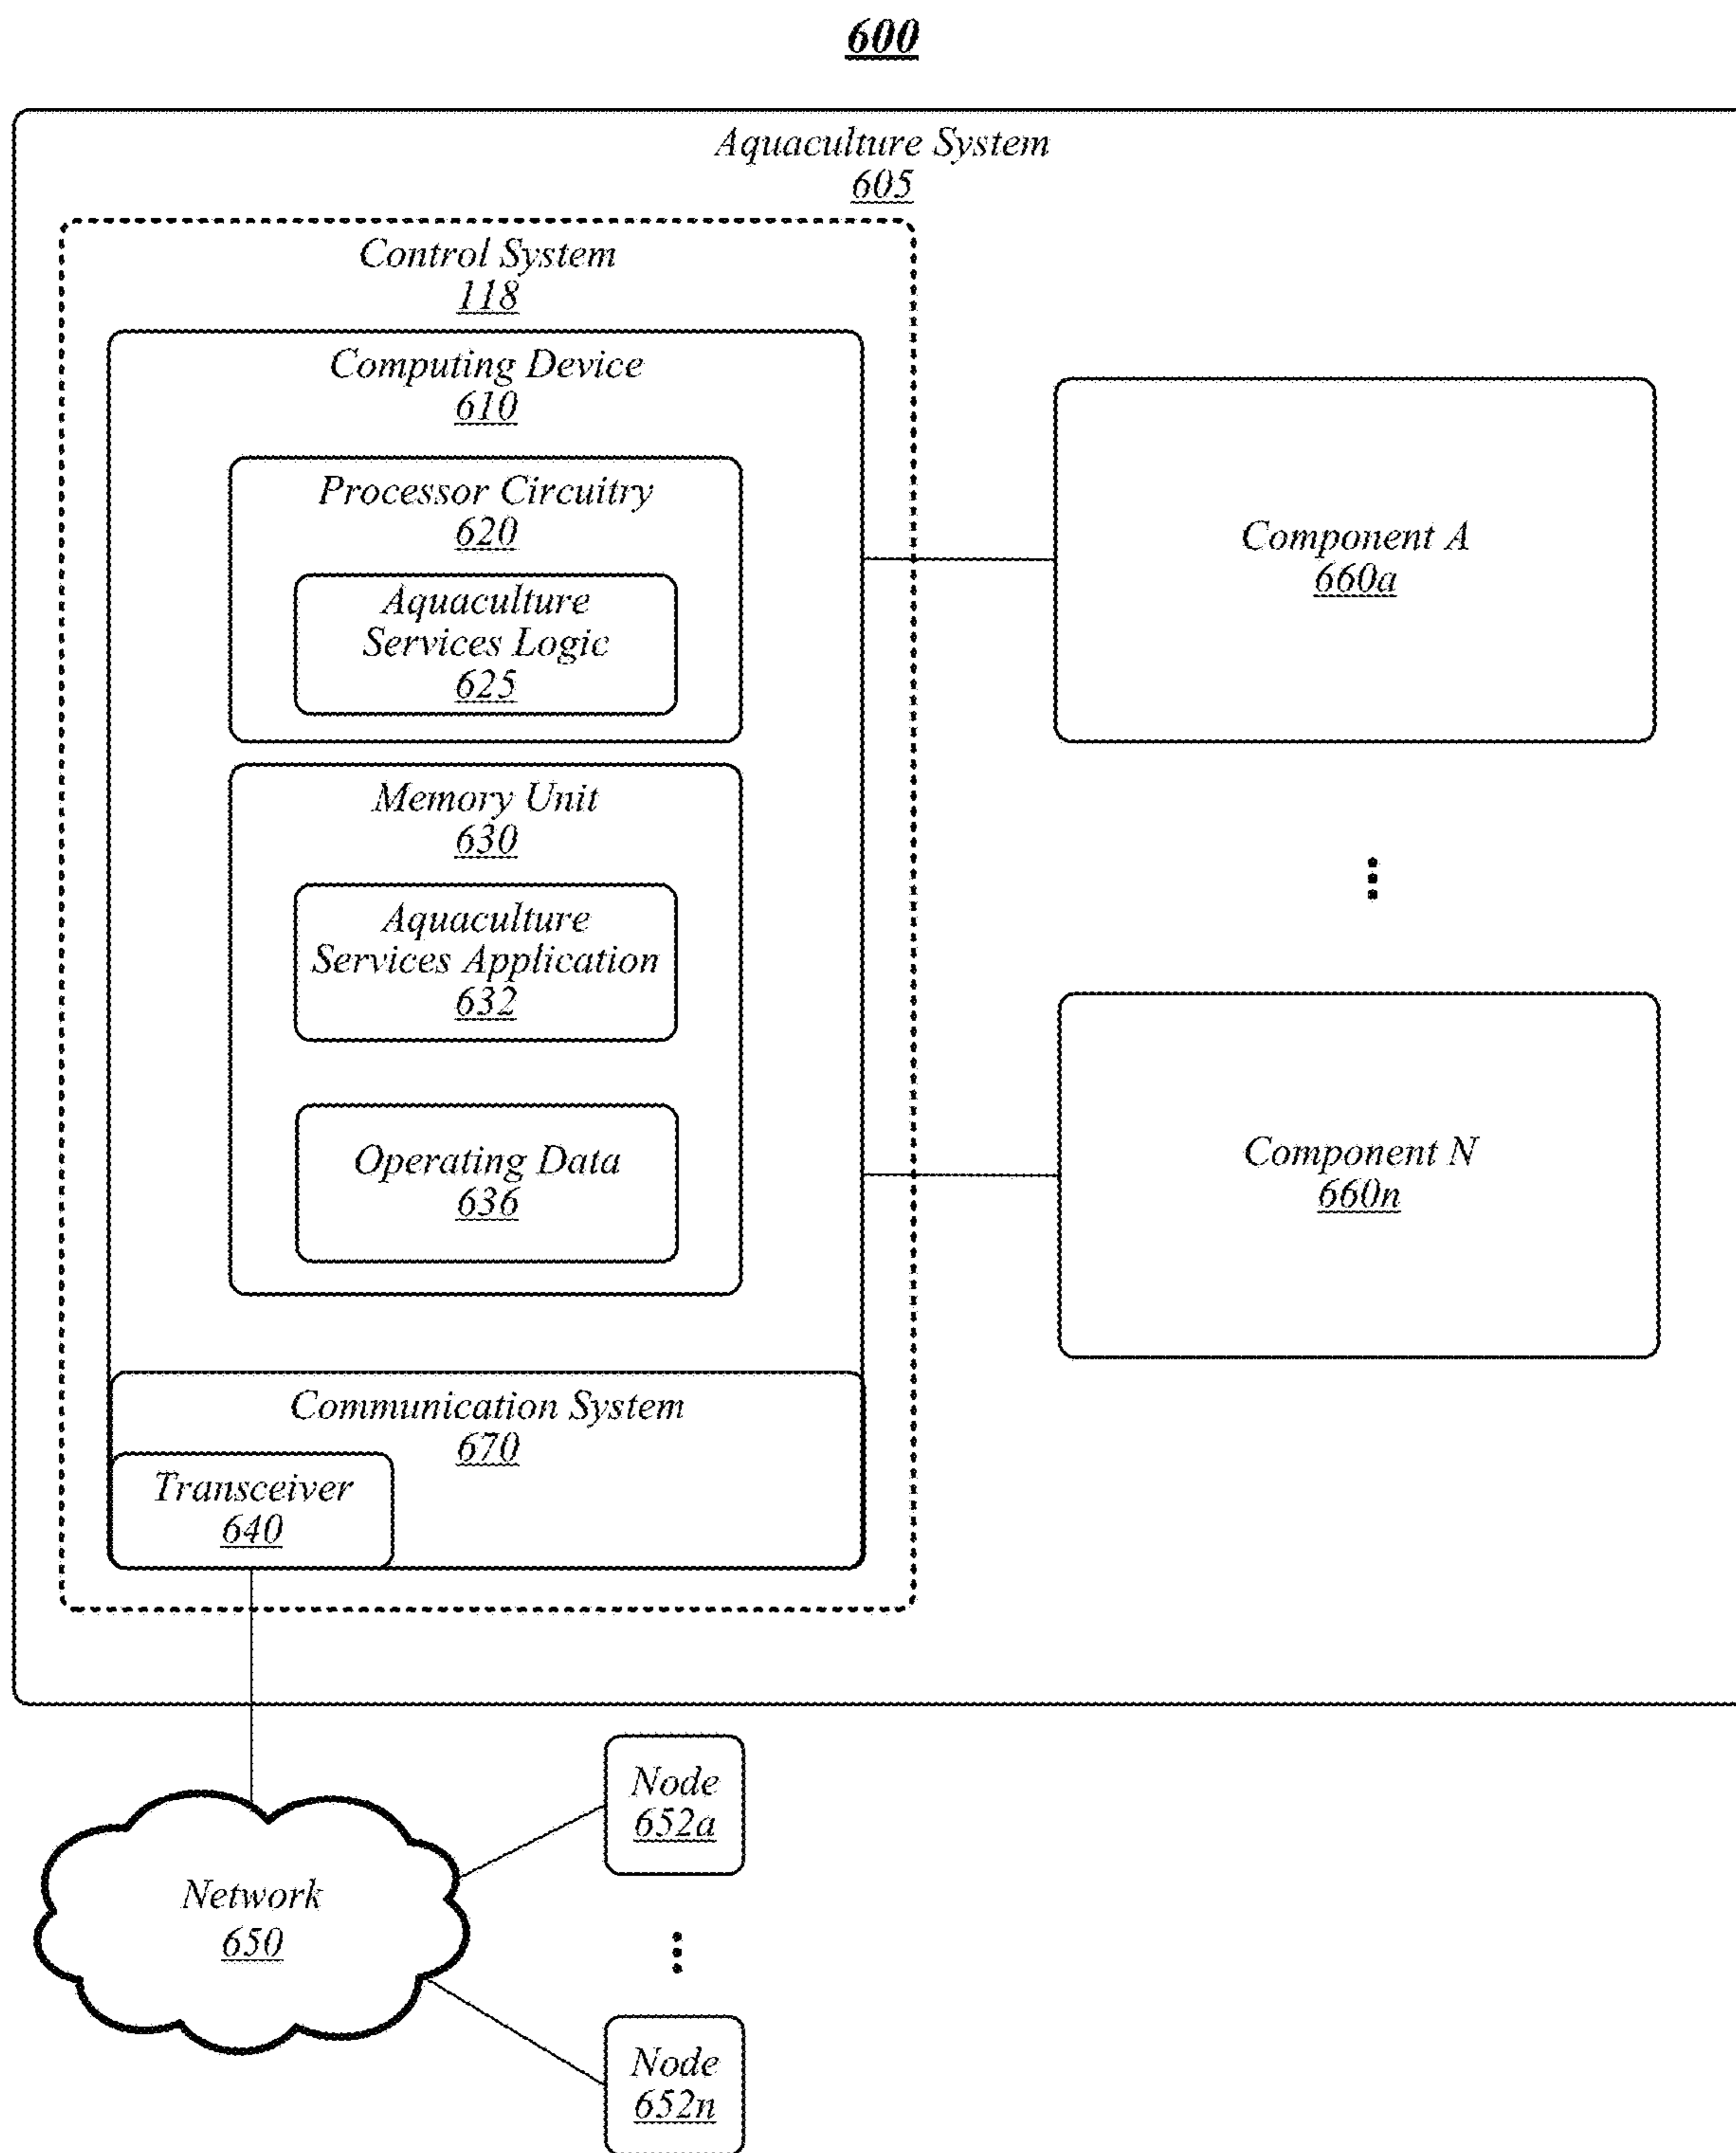 600
Aquaculture System
605
Control System
118
Computing Device
610
Processor Circuitry
620
Aquaculture
Services Logic
625
Memory Unit
630
Aquaculture
Services Application
632
Operating Data
636
Communication System
670
Transceiver
640
Component A
660a
Component N
660n
Network
650
Node
652a
Node
652n